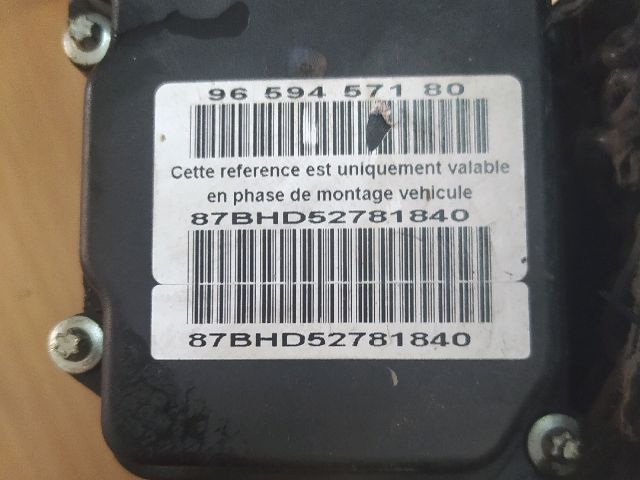 96 594 571 80
Cette reference est uniquement valable
en phase de montage vehicule
87BHD52781840
87BHD52781840